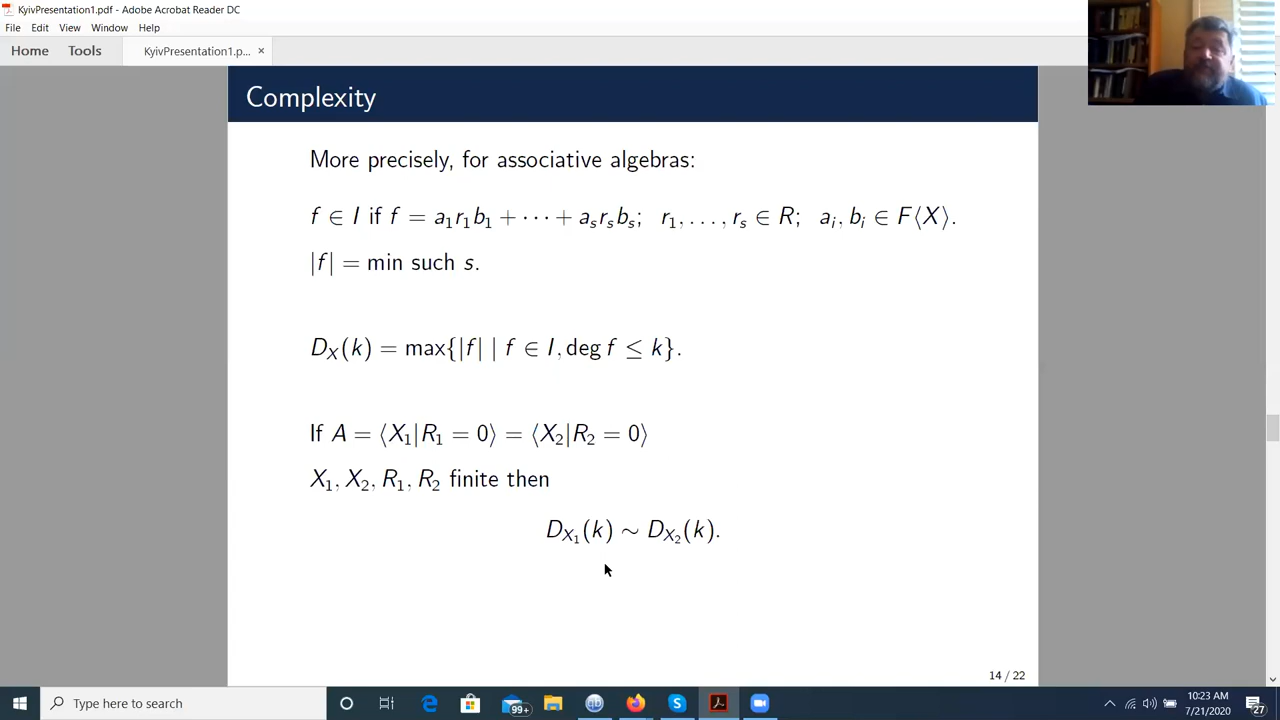 KyivPresentation1.pdf - Adobe Acrobat Reader DC
File Edit View Window Help
Home Tools KyivPresentation1.p... ×
Complexity
More precisely, for associative algebras:
f ∈ I if f = a₁r₁b₁ + ⋯ + aₛrₛbₛ; r₁, . . . , rₛ ∈ R; aᵢ, bᵢ ∈ F⟨X⟩.
|f| = min such s.
D_X(k) = max{|f| | f ∈ I, deg f ≤ k}.
If A = ⟨X₁|R₁ = 0⟩ = ⟨X₂|R₂ = 0⟩
X₁, X₂, R₁, R₂ finite then
D_{X₁}(k) ∼ D_{X₂}(k).
14 / 22
Type here to search
99+
10:23 AM
7/21/2020
27